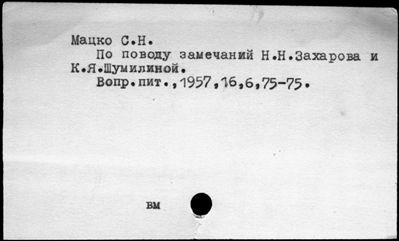 Мацко С.Н.
По поводу замечаний Н.Н.Захарова и
К.Я.Шумилиной.
Вопр.пит.,1957,16,6,75-75.
вм